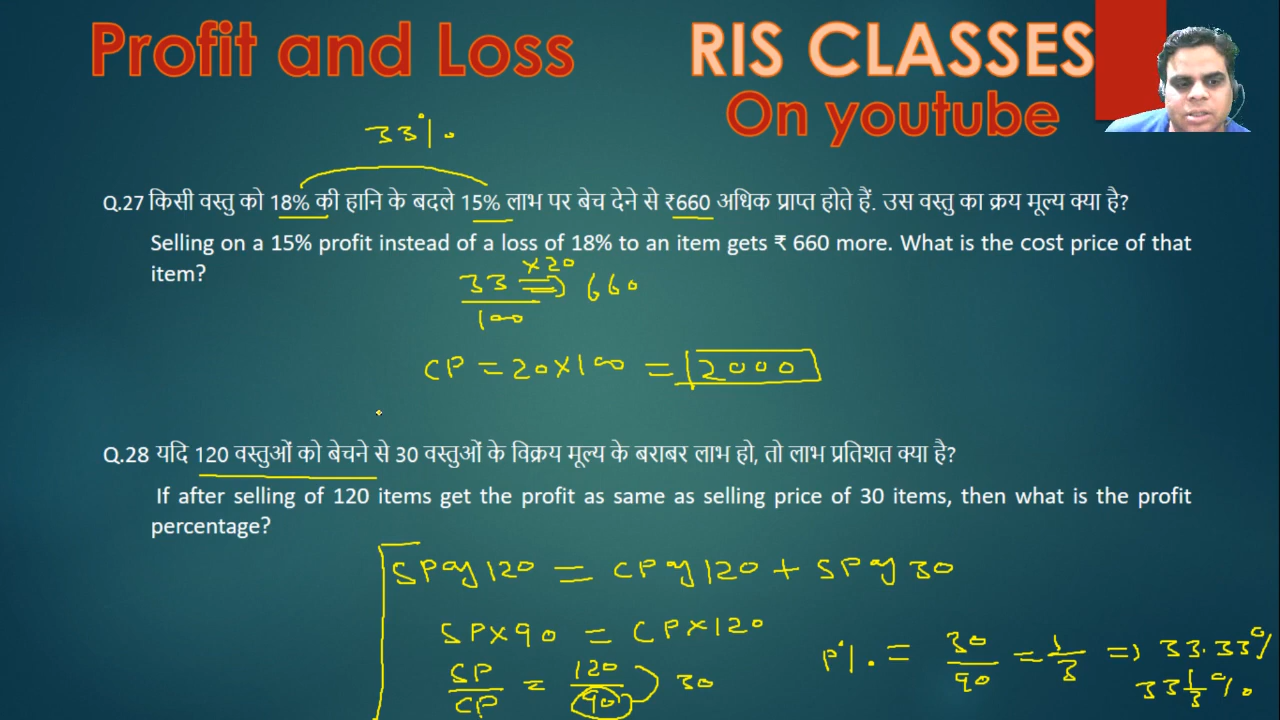 Profit and Loss
RIS CLASSES
On youtube
33%
Q.27 किसी वस्तु को 18% की हानि के बदले 15% लाभ पर बेच देने से ₹660 अधिक प्राप्त होते हैं. उस वस्तु का क्रय मूल्य क्या है?
Selling on a 15% profit instead of a loss of 18% to an item gets ₹ 660 more. What is the cost price of that
item?
×20
33 ⇒ 660
100
CP = 20×100 = 2000
Q.28 यदि 120 वस्तुओं को बेचने से 30 वस्तुओं के विक्रय मूल्य के बराबर लाभ हो, तो लाभ प्रतिशत क्या है?
If after selling of 120 items get the profit as same as selling price of 30 items, then what is the profit
percentage?
SP of 120 = CP of 120 + SP of 30
SP×90 = CP×120
SP/CP = 120/90 30
P%. = 30/90 = 1/3 ⇒ 33.33%
33 1/3 %